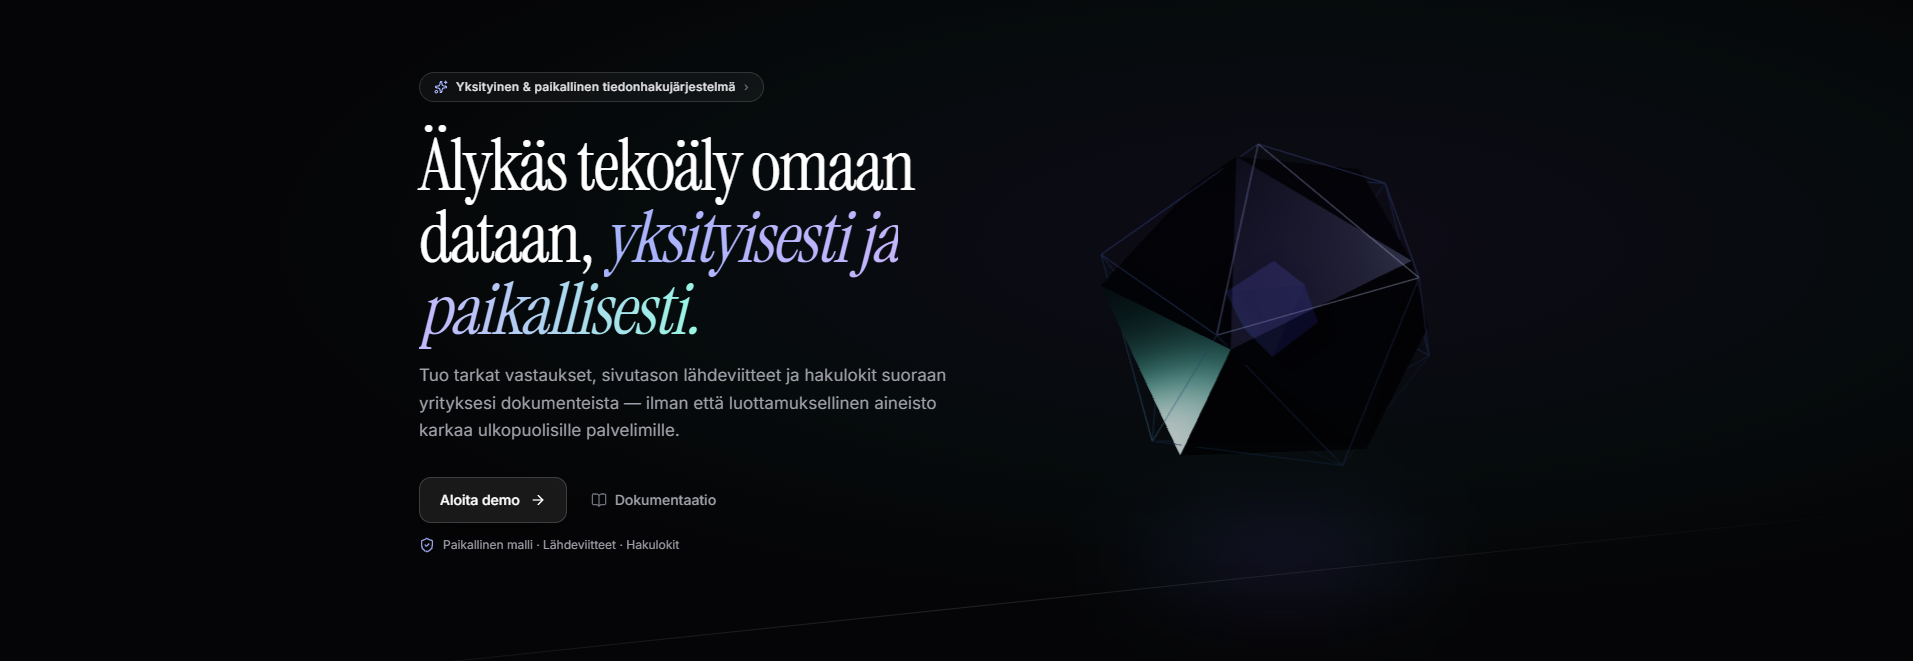 Yksityinen & paikallinen tiedonhakujärjestelmä ›
Älykäs tekoäly omaan
dataan, yksityisesti ja
paikallisesti.
Tuo tarkat vastaukset, sivutason lähdeviitteet ja hakulokit suoraan
yrityksesi dokumenteista — ilman että luottamuksellinen aineisto
karkaa ulkopuolisille palvelimille.
Aloita demo →
Dokumentaatio
Paikallinen malli · Lähdeviitteet · Hakulokit